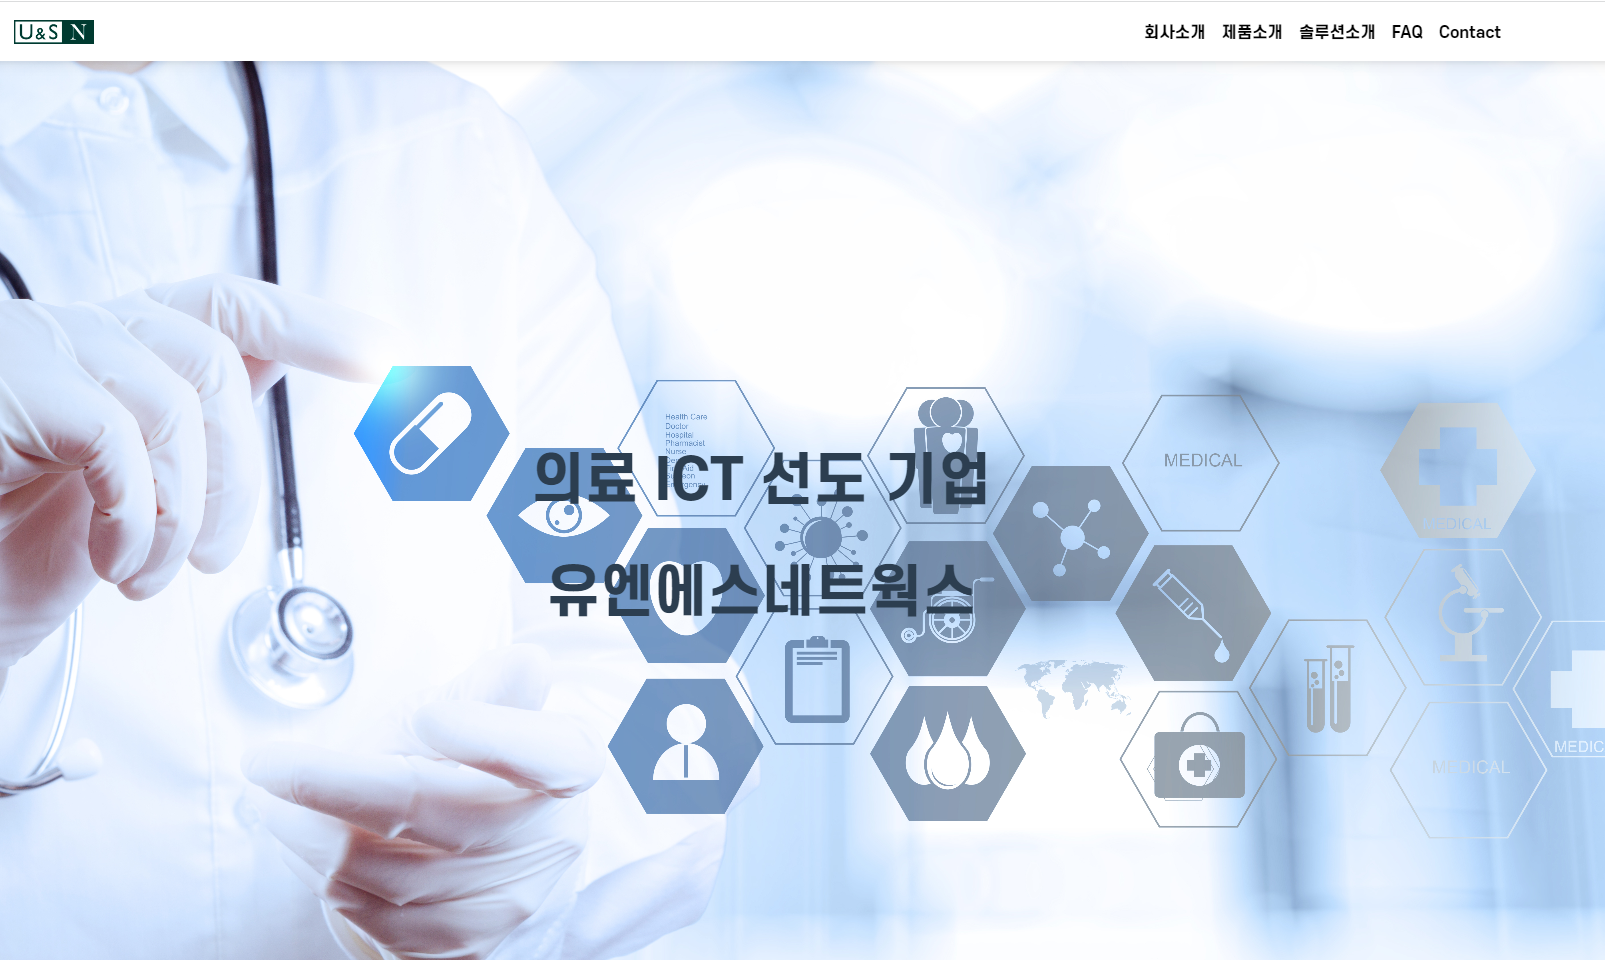 U&S N
회사소개 제품소개 솔루션소개 FAQ Contact
Health Care
Doctor
Hospital
Pharmacist
Nurse
의료 ICT 선도 기업
유엔에스네트웍스
MEDICAL
MEDICAL
MEDIC
MEDICAL